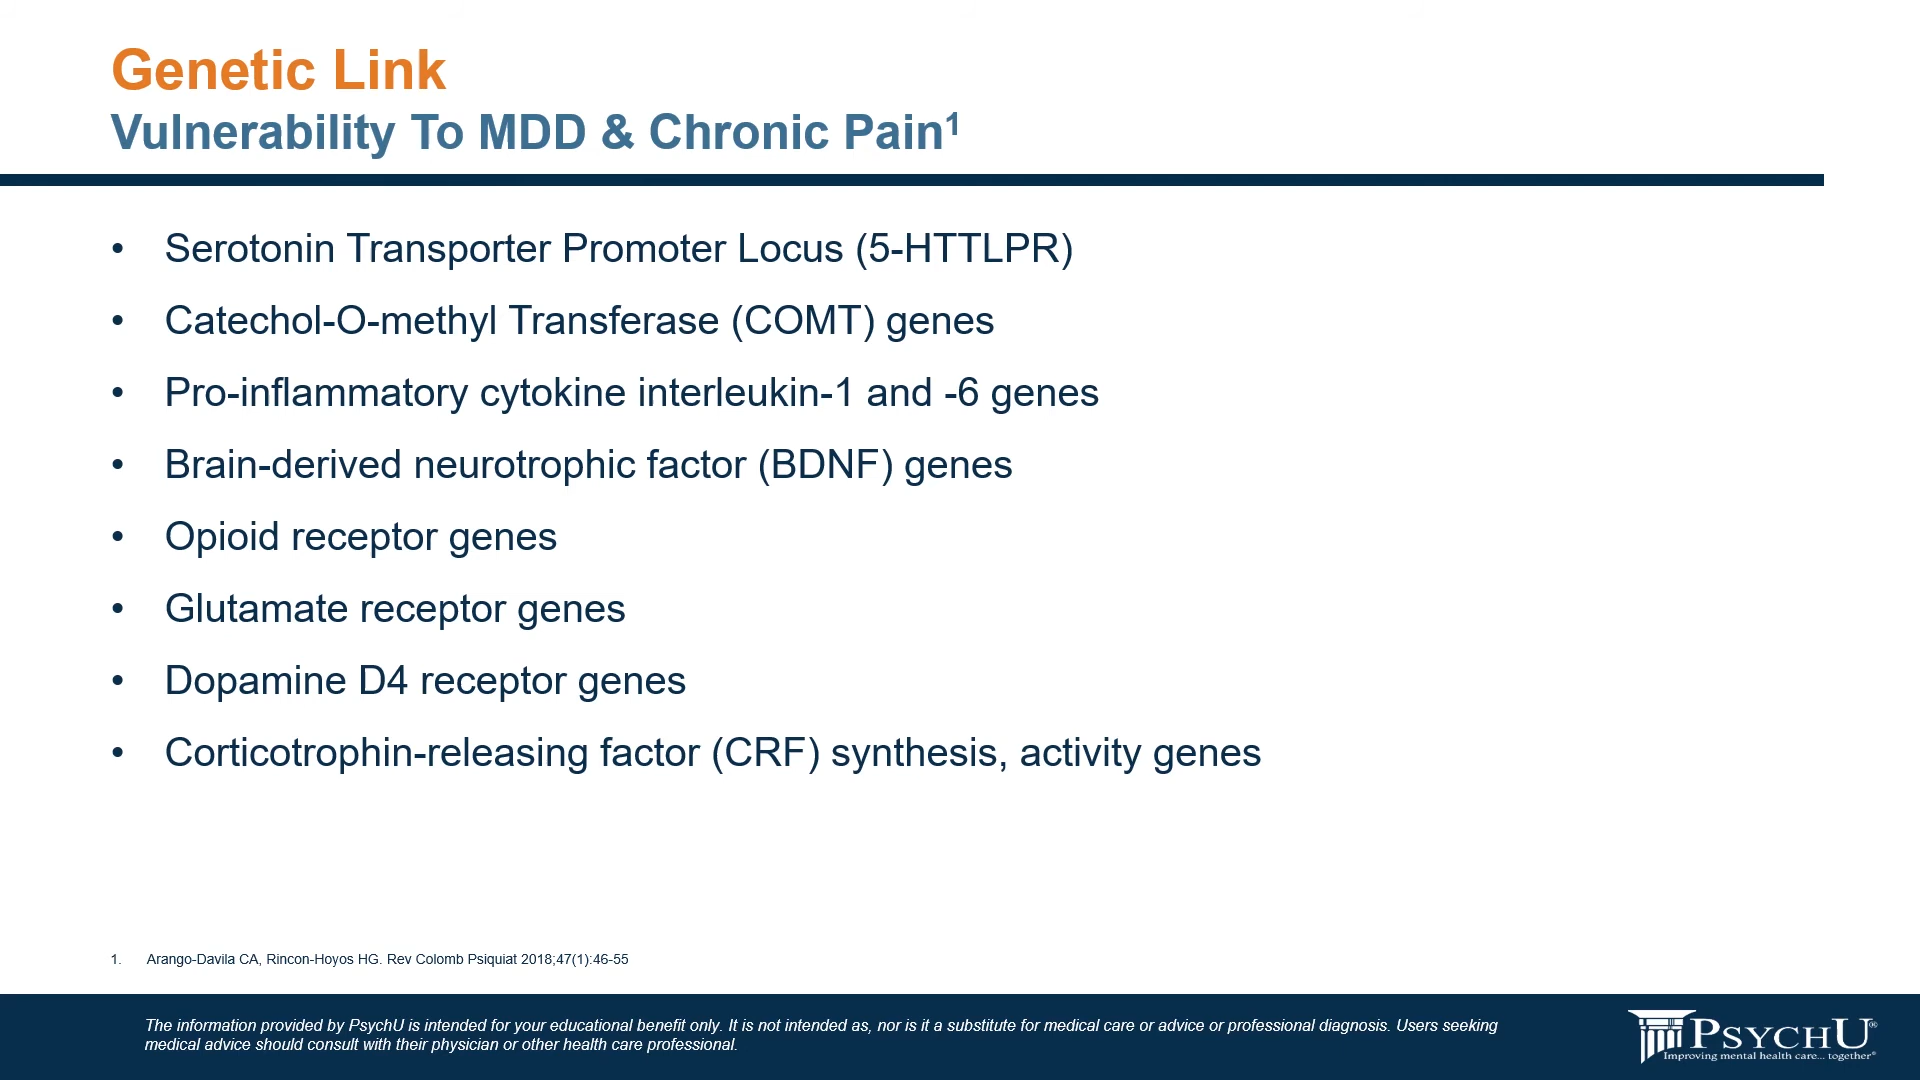 Genetic Link
Vulnerability To MDD & Chronic Pain¹
• Serotonin Transporter Promoter Locus (5-HTTLPR)
• Catechol-O-methyl Transferase (COMT) genes
• Pro-inflammatory cytokine interleukin-1 and -6 genes
• Brain-derived neurotrophic factor (BDNF) genes
• Opioid receptor genes
• Glutamate receptor genes
• Dopamine D4 receptor genes
• Corticotrophin-releasing factor (CRF) synthesis, activity genes
1. Arango-Davila CA, Rincon-Hoyos HG. Rev Colomb Psiquiat 2018;47(1):46-55
The information provided by PsychU is intended for your educational benefit only. It is not intended as, nor is it a substitute for medical care or advice or professional diagnosis. Users seeking
medical advice should consult with their physician or other health care professional.
PSYCHU®
Improving mental health care... together®